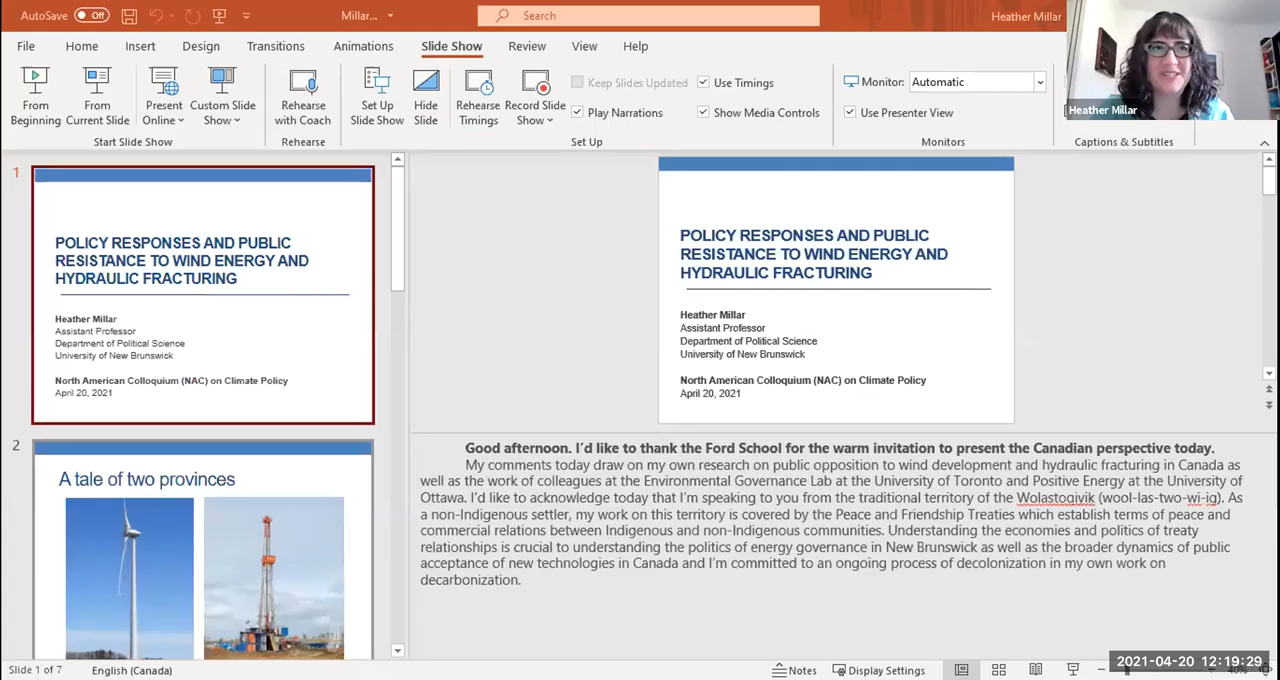 AutoSave Off Millar... Search Heather Millar
File Home Insert Design Transitions Animations Slide Show Review View Help
From Beginning
From Current Slide
Present Online
Custom Slide Show
Start Slide Show
Rehearse with Coach
Rehearse
Set Up Slide Show
Hide Slide
Rehearse Timings
Record Slide Show
Keep Slides Updated
Play Narrations
Use Timings
Show Media Controls
Set Up
Monitor: Automatic
Use Presenter View
Monitors
Heather Millar
Captions & Subtitles
1
POLICY RESPONSES AND PUBLIC
RESISTANCE TO WIND ENERGY AND
HYDRAULIC FRACTURING
Heather Millar
Assistant Professor
Department of Political Science
University of New Brunswick
North American Colloquium (NAC) on Climate Policy
April 20, 2021
2
A tale of two provinces
POLICY RESPONSES AND PUBLIC
RESISTANCE TO WIND ENERGY AND
HYDRAULIC FRACTURING
Heather Millar
Assistant Professor
Department of Political Science
University of New Brunswick
North American Colloquium (NAC) on Climate Policy
April 20, 2021
Good afternoon. I'd like to thank the Ford School for the warm invitation to present the Canadian perspective today.
My comments today draw on my own research on public opposition to wind development and hydraulic fracturing in Canada as
well as the work of colleagues at the Environmental Governance Lab at the University of Toronto and Positive Energy at the University of
Ottawa. I'd like to acknowledge today that I'm speaking to you from the traditional territory of the Wolastoqiyik (wool-las-two-wi-ig). As
a non-Indigenous settler, my work on this territory is covered by the Peace and Friendship Treaties which establish terms of peace and
commercial relations between Indigenous and non-Indigenous communities. Understanding the economies and politics of treaty
relationships is crucial to understanding the politics of energy governance in New Brunswick as well as the broader dynamics of public
acceptance of new technologies in Canada and I'm committed to an ongoing process of decolonization in my own work on
decarbonization.
Slide 1 of 7 English (Canada) Notes Display Settings
2021-04-20 12:19:29